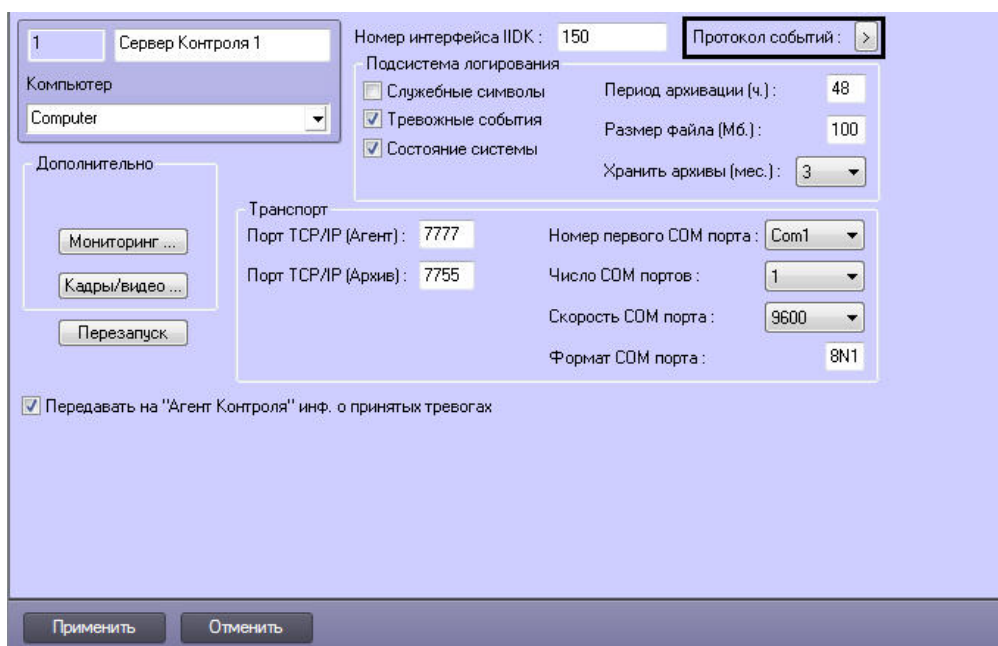 1 Сервер Контроля 1
Номер интерфейса IIDK : 150
Протокол событий : >
Компьютер
Computer
Подсистема логирования
Служебные символы
Тревожные события
Состояние системы
Период архивации (ч.) : 48
Размер файла (Мб.) : 100
Хранить архивы (мес.) : 3
Дополнительно
Мониторинг ...
Кадры/видео ...
Перезапуск
Транспорт
Порт TCP/IP (Агент) : 7777
Порт TCP/IP (Архив) : 7755
Номер первого COM порта : Com1
Число COM портов : 1
Скорость COM порта : 9600
Формат COM порта : 8N1
Передавать на "Агент Контроля" инф. о принятых тревогах
Применить
Отменить